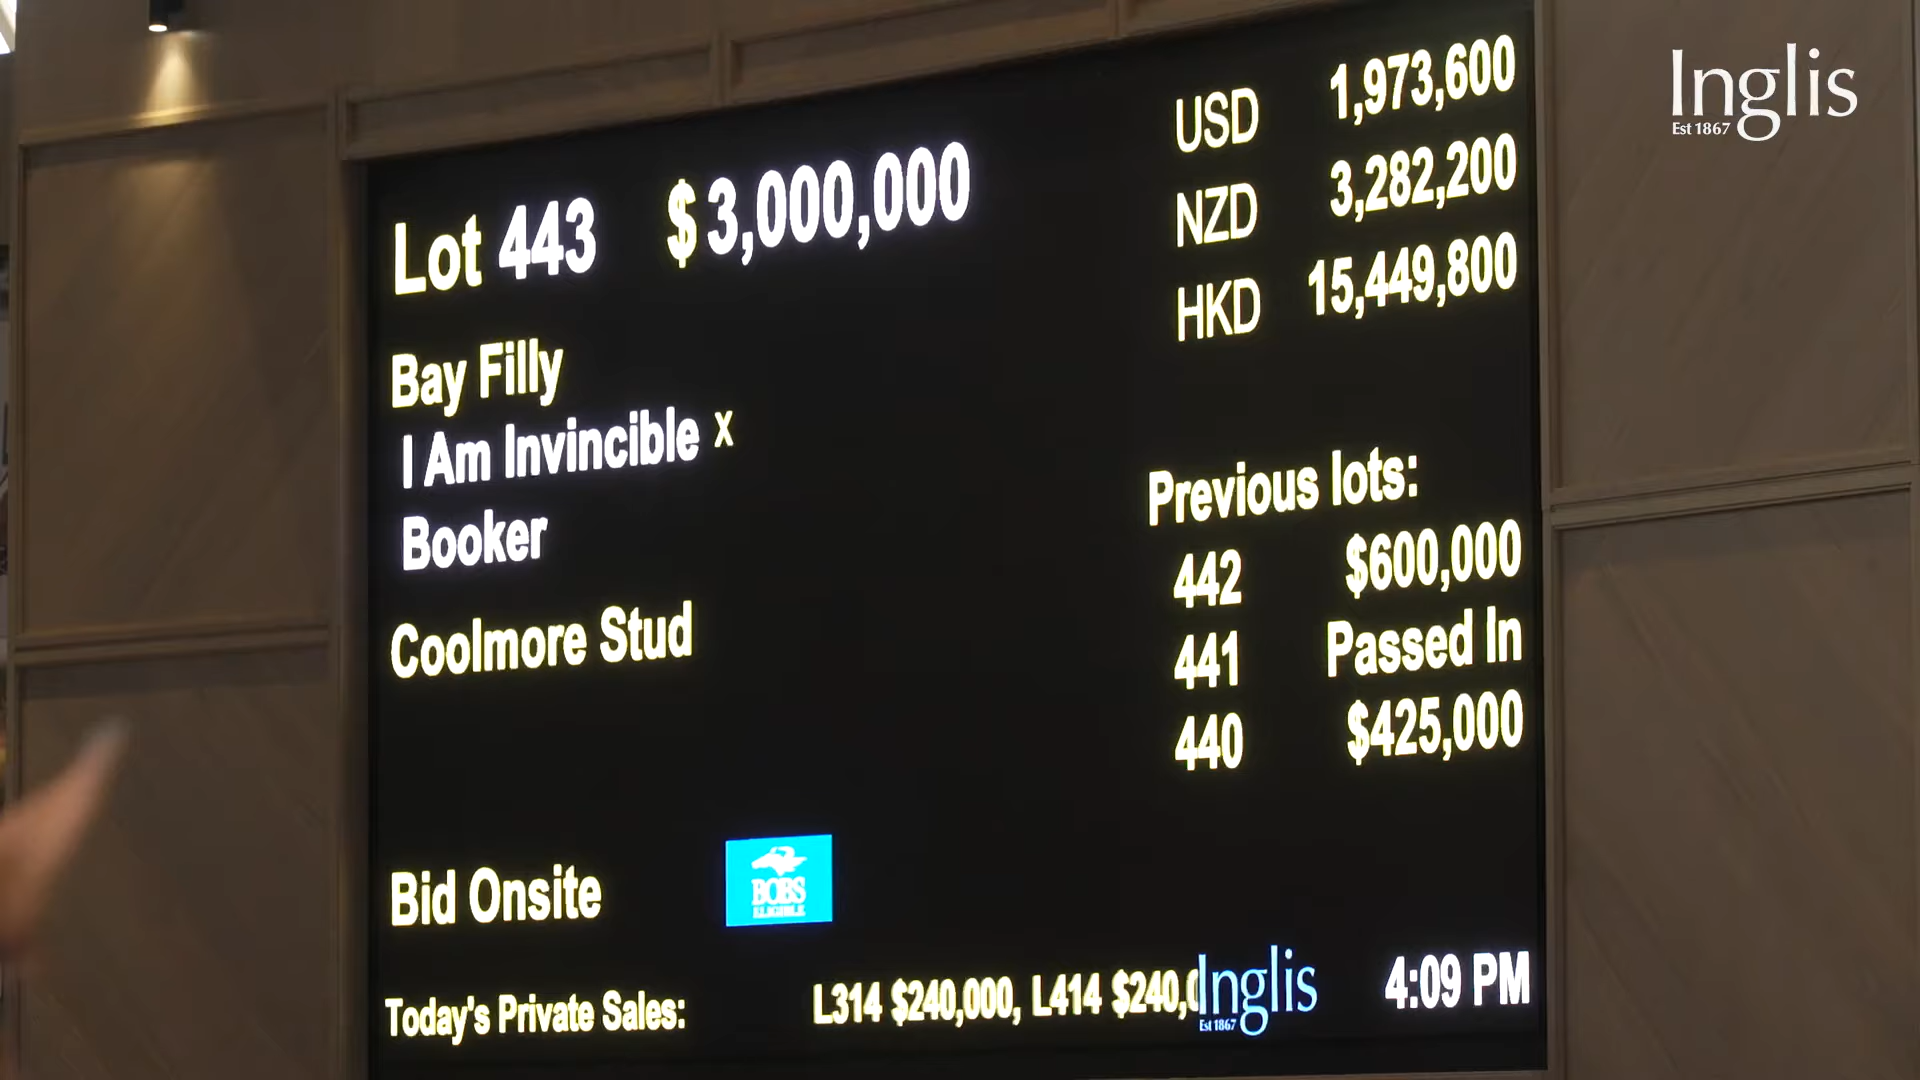 Inglis
Est 1867
Lot 443 $3,000,000
USD 1,973,600
NZD 3,282,200
HKD 15,449,800
Bay Filly
I Am Invincible x
Booker
Coolmore Stud
Previous lots:
442 $600,000
441 Passed In
440 $425,000
Bid Onsite
BOBS
ELIGIBLE
Today's Private Sales: L314 $240,000, L414 $240,0
Inglis
Est 1867
4:09 PM